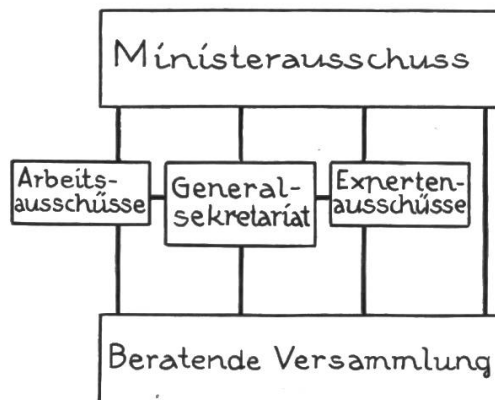 Ministerausschuss
Arbeits-
ausschüsse
General-
sekretariat
Experten-
ausschüsse
Beratende Versammlung